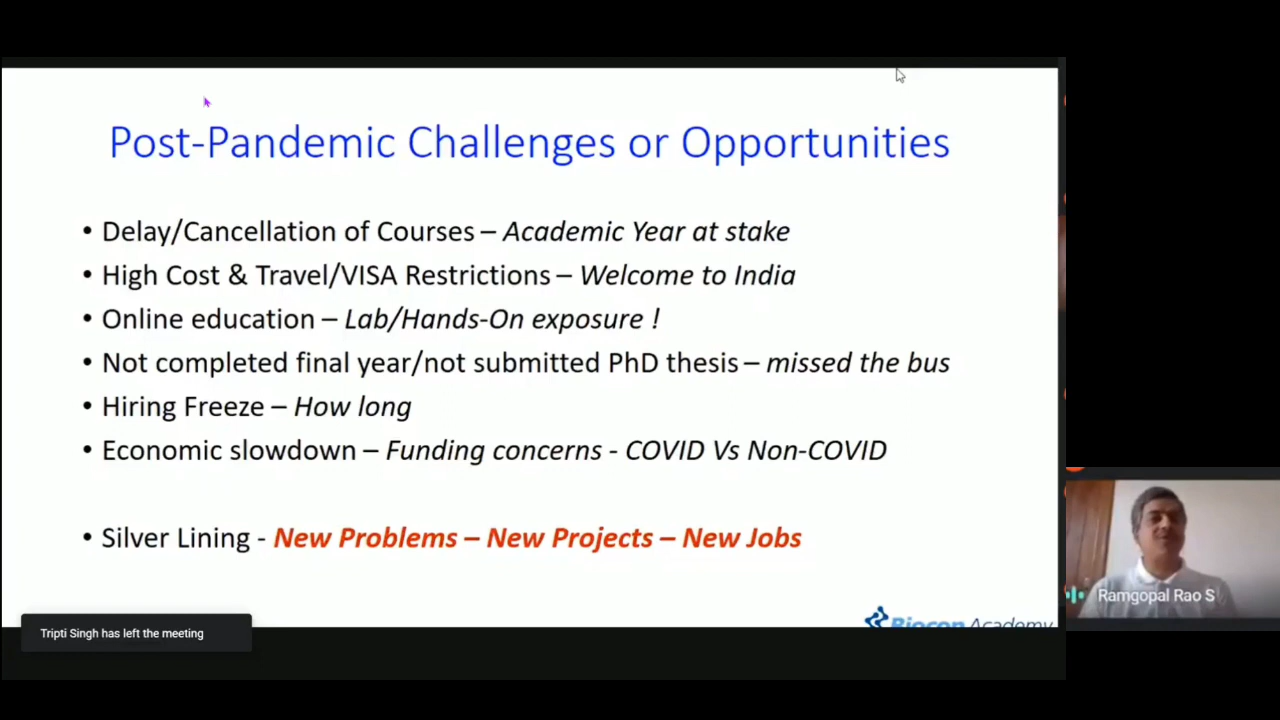 Post-Pandemic Challenges or Opportunities
• Delay/Cancellation of Courses – Academic Year at stake
• High Cost & Travel/VISA Restrictions – Welcome to India
• Online education – Lab/Hands-On exposure !
• Not completed final year/not submitted PhD thesis – missed the bus
• Hiring Freeze – How long
• Economic slowdown – Funding concerns - COVID Vs Non-COVID
• Silver Lining - New Problems – New Projects – New Jobs
Biocon Academy
Ramgopal Rao S
Tripti Singh has left the meeting